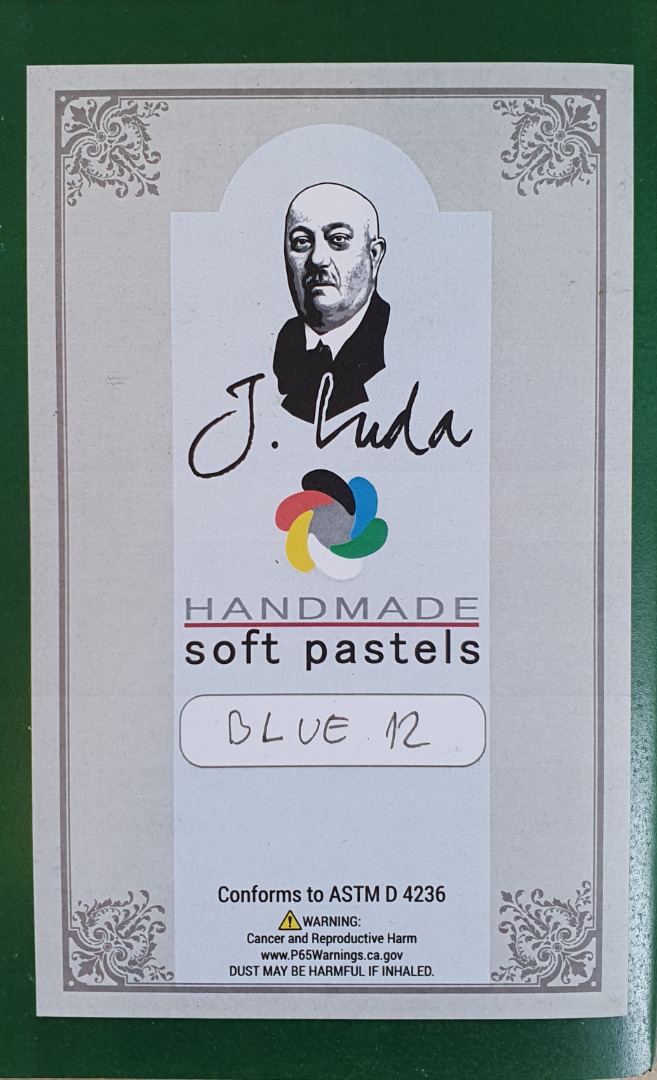 J. Luda
HANDMADE
soft pastels
BLUE 12
Conforms to ASTM D 4236
WARNING:
Cancer and Reproductive Harm
www.P65Warnings.ca.gov
DUST MAY BE HARMFUL IF INHALED.